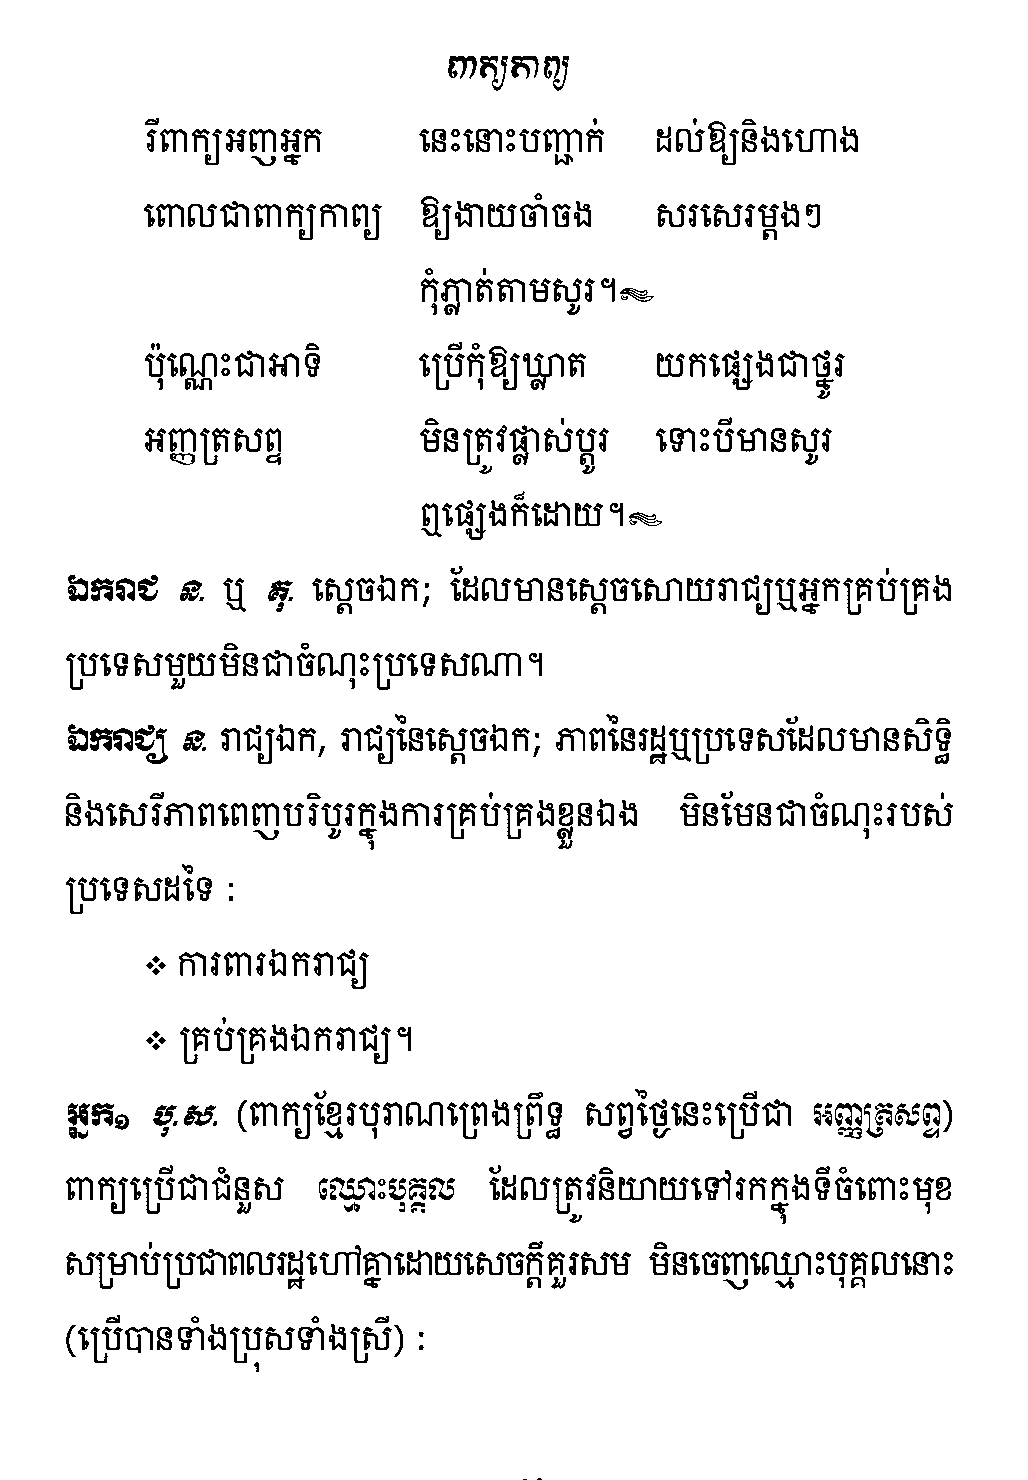 ពាក្យកាព្យ
រីពាក្យអញអ្នក នេះនោះបញ្ជាក់ ដល់ឱ្យនិងហោង
ពោលជាពាក្យកាព្យ ឱ្យងាយចាំចង សរសេរម្ដងៗ
កុំភ្លាត់តាមសូរ។
ប៉ុណ្ណេះជាអាទិ ប្រើកុំឱ្យឃ្លាត យកផ្សេងជាថ្នូរ
អញ្ញត្រសព្ទ មិនត្រូវផ្លាស់ប្ដូរ ទោះបីមានសូរ
ឮផ្សេងក៏ដោយ។
ឯករាជ ន. ឬ គុ. ស្ដេចឯក; ដែលមានស្ដេចសោយរាជ្យឬអ្នកគ្រប់គ្រង
ប្រទេសមួយមិនជាចំណុះប្រទេសណា។
ឯករាជ្យ ន. រាជ្យឯក, រាជ្យនៃស្ដេចឯក; ភាពនៃរដ្ឋឬប្រទេសដែលមានសិទ្ធិ
និងសេរីភាពពេញបរិបូរក្នុងការគ្រប់គ្រងខ្លួនឯង មិនមែនជាចំណុះរបស់
ប្រទេសដទៃ :
❖ ការពារឯករាជ្យ
❖ គ្រប់គ្រងឯករាជ្យ។
អ្នក១ បុ.ស. (ពាក្យខ្មែរបុរាណព្រេងព្រឹទ្ធ សព្វថ្ងៃនេះប្រើជា អញ្ញត្រសព្ទ)
ពាក្យប្រើជាជំនួស ឈ្មោះបុគ្គល ដែលត្រូវនិយាយទៅរកក្នុងទីចំពោះមុខ
សម្រាប់ប្រជាពលរដ្ឋហៅគ្នាដោយសេចក្ដីគួរសម មិនចេញឈ្មោះបុគ្គលនោះ
(ប្រើបានទាំងប្រុសទាំងស្រី) :